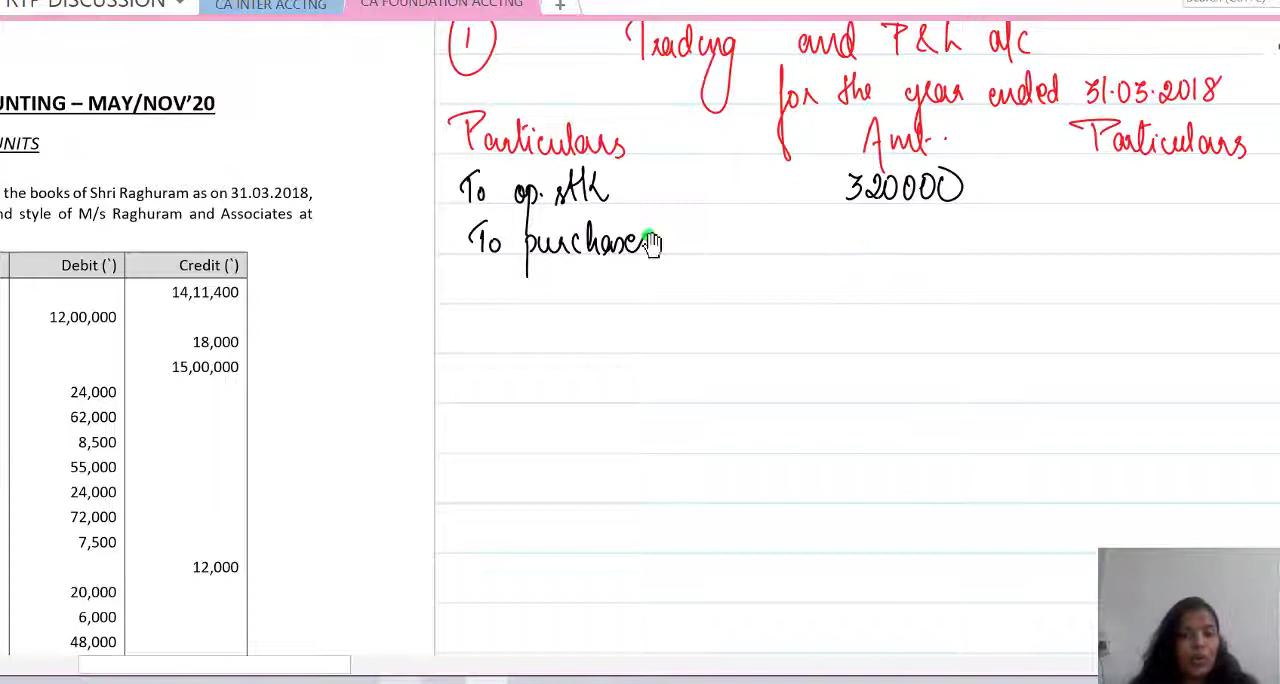 RTP DISCUSSION
CA INTER ACCTNG
CA FOUNDATION ACCTNG
+
UNTING – MAY/NOV'20
UNITS
the books of Shri Raghuram as on 31.03.2018,
nd style of M/s Raghuram and Associates at
Debit (`) Credit (`)
14,11,400
12,00,000
18,000
15,00,000
24,000
62,000
8,500
55,000
24,000
72,000
7,500
12,000
20,000
6,000
48,000
1 Trading and P&L a/c
for the year ended 31.03.2018
Particulars Amt. Particulars
To op. stk 320000
To purchases